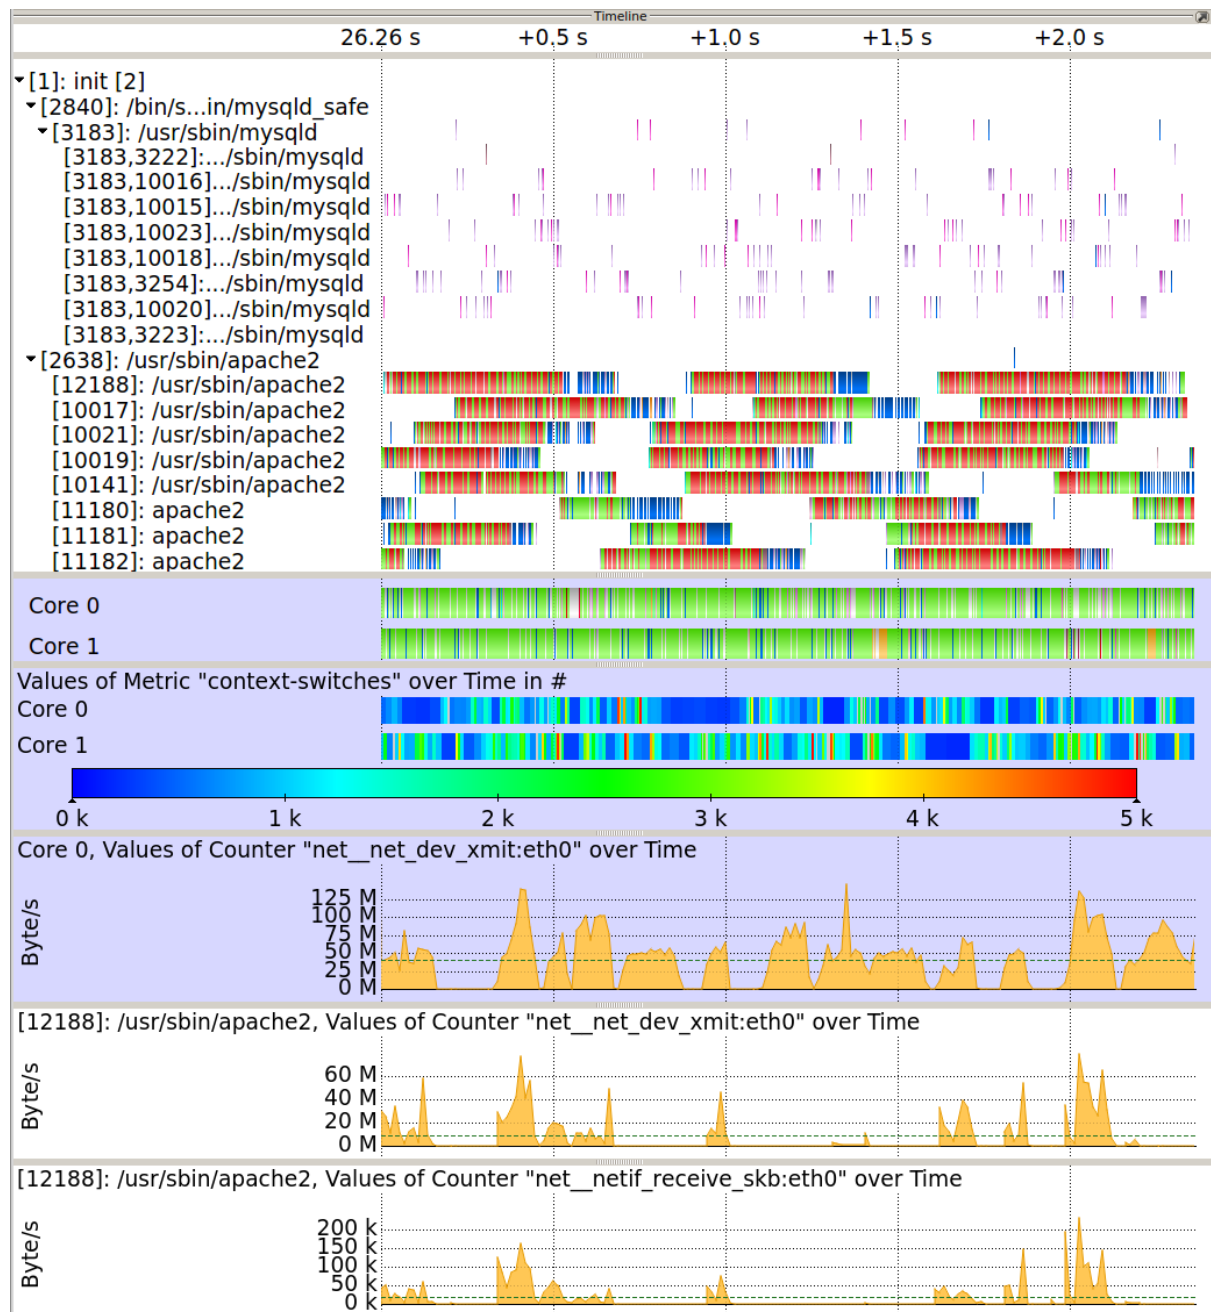 Timeline
26.26 s +0.5 s +1.0 s +1.5 s +2.0 s
[1]: init [2]
[2840]: /bin/s...in/mysqld_safe
[3183]: /usr/sbin/mysqld
[3183,3222]:.../sbin/mysqld
[3183,10016].../sbin/mysqld
[3183,10015].../sbin/mysqld
[3183,10023].../sbin/mysqld
[3183,10018].../sbin/mysqld
[3183,3254]:.../sbin/mysqld
[3183,10020].../sbin/mysqld
[3183,3223]:.../sbin/mysqld
[2638]: /usr/sbin/apache2
[12188]: /usr/sbin/apache2
[10017]: /usr/sbin/apache2
[10021]: /usr/sbin/apache2
[10019]: /usr/sbin/apache2
[10141]: /usr/sbin/apache2
[11180]: apache2
[11181]: apache2
[11182]: apache2
Core 0
Core 1
Values of Metric "context-switches" over Time in #
Core 0
Core 1
0 k 1 k 2 k 3 k 4 k 5 k
Core 0, Values of Counter "net__net_dev_xmit:eth0" over Time
Byte/s
125 M
100 M
75 M
50 M
25 M
0 M
[12188]: /usr/sbin/apache2, Values of Counter "net__net_dev_xmit:eth0" over Time
Byte/s
60 M
40 M
20 M
0 M
[12188]: /usr/sbin/apache2, Values of Counter "net__netif_receive_skb:eth0" over Time
Byte/s
200 k
150 k
100 k
50 k
0 k